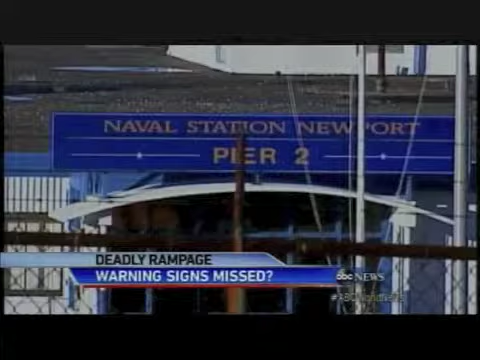 NAVAL STATION NEWPORT
PIER 2
DEADLY RAMPAGE
WARNING SIGNS MISSED?
abc NEWS